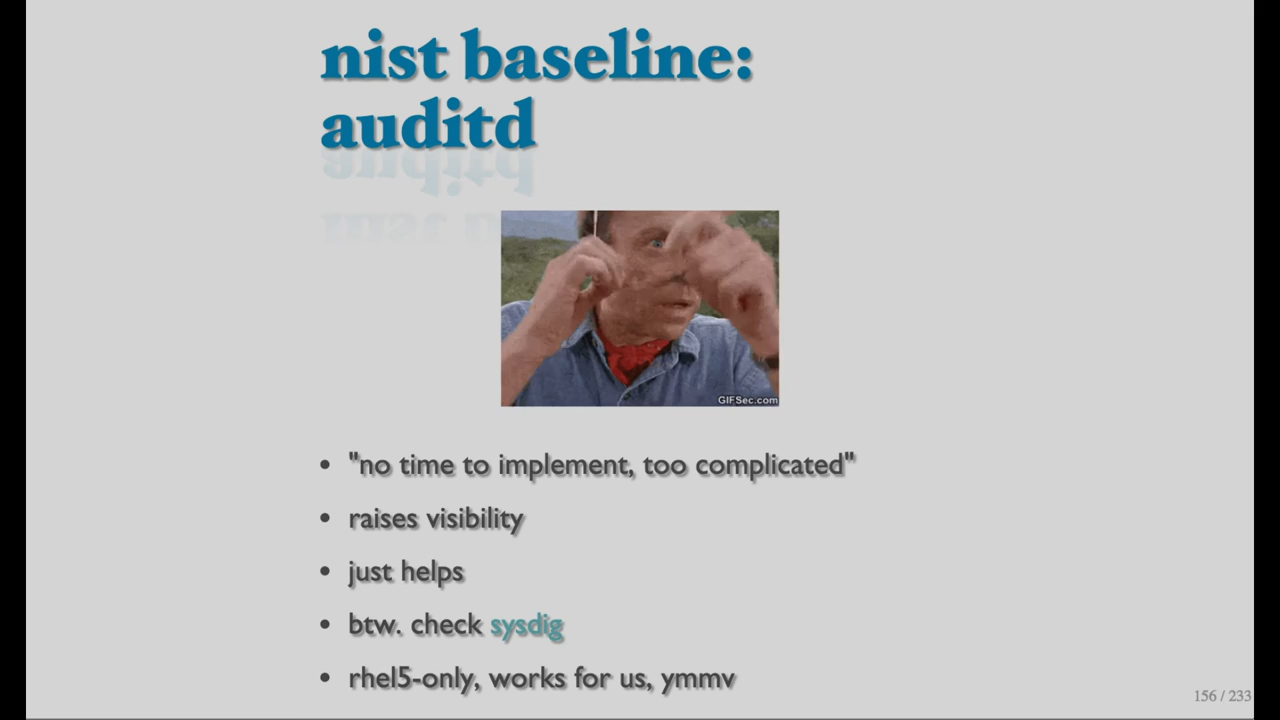 nist baseline:
auditd
GIFSec.com
"no time to implement, too complicated"
raises visibility
just helps
btw. check sysdig
rhel5-only, works for us, ymmv
156 / 233